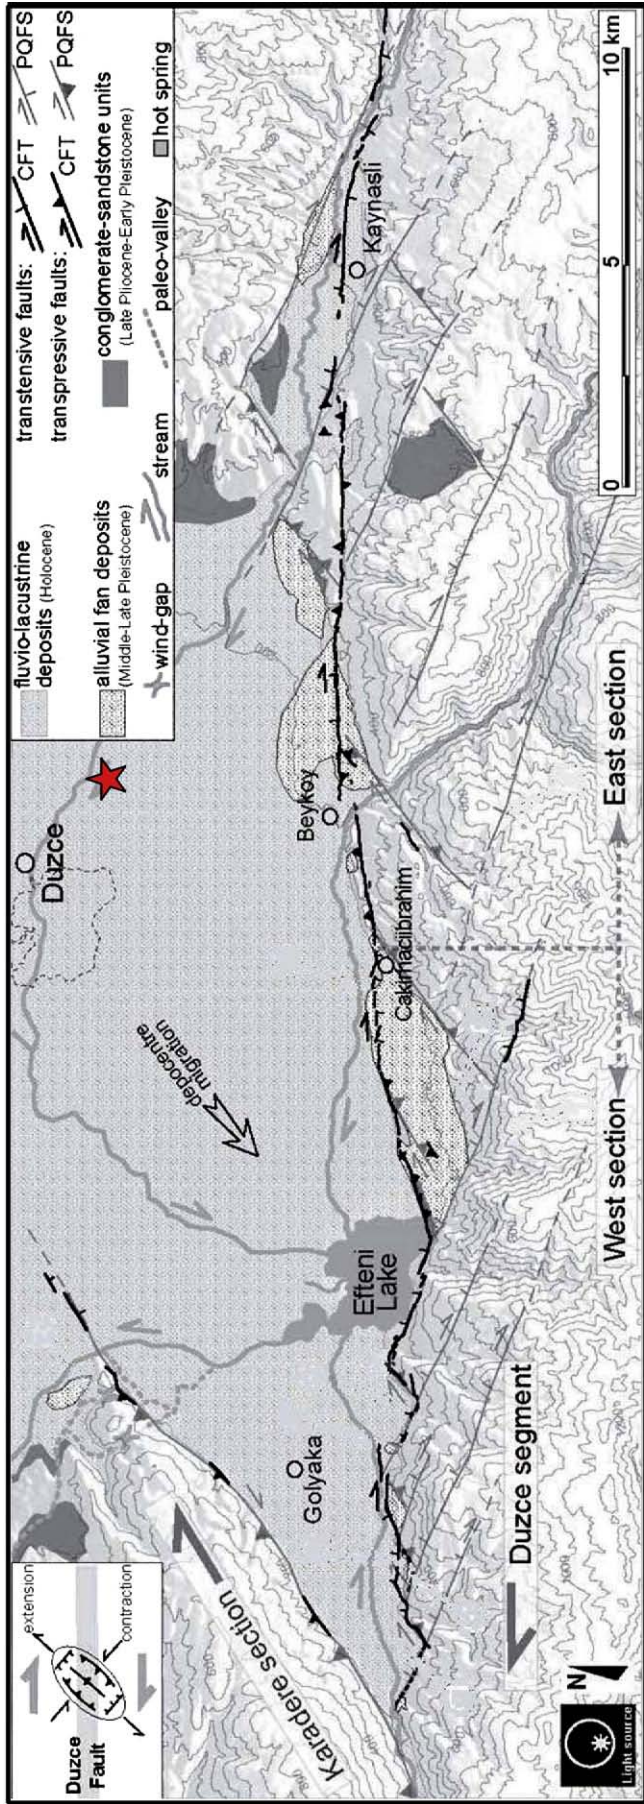 extension
contraction
Duzce
Fault
fluvio-lacustrine
deposits (Holocene)
alluvial fan deposits
(Middle-Late Pleistocene)
wind-gap
stream
transtensive faults:
CFT
PQFS
transpressive faults:
CFT
PQFS
conglomerate-sandstone units
(Late Pliocene-Early Pleistocene)
paleo-valley
hot spring
Duzce
depocentre
migration
Karadere section
Golyaka
Efteni
Lake
Cakimaciibrahim
Beykoy
Kaynasli
Duzce segment
West section
East section
N
Light source
0
5
10 km